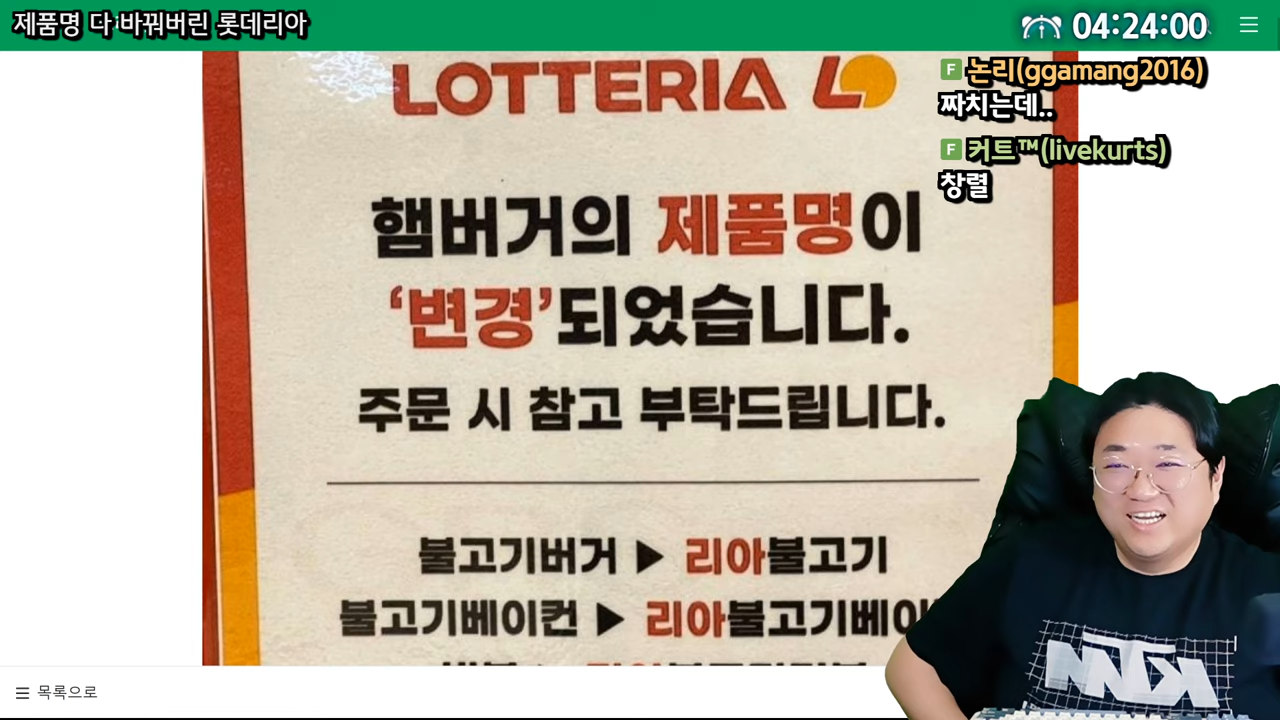 제품명 다 바꿔버린 롯데리아
04:24:00
LOTTERIA
햄버거의 제품명이
‘변경’되었습니다.
주문 시 참고 부탁드립니다.
불고기버거 ▶ 리아불고기
불고기베이컨 ▶ 리아불고기베이
F 논리(ggamang2016)
짜치는데..
F 커트™(livekurts)
창렬
목록으로